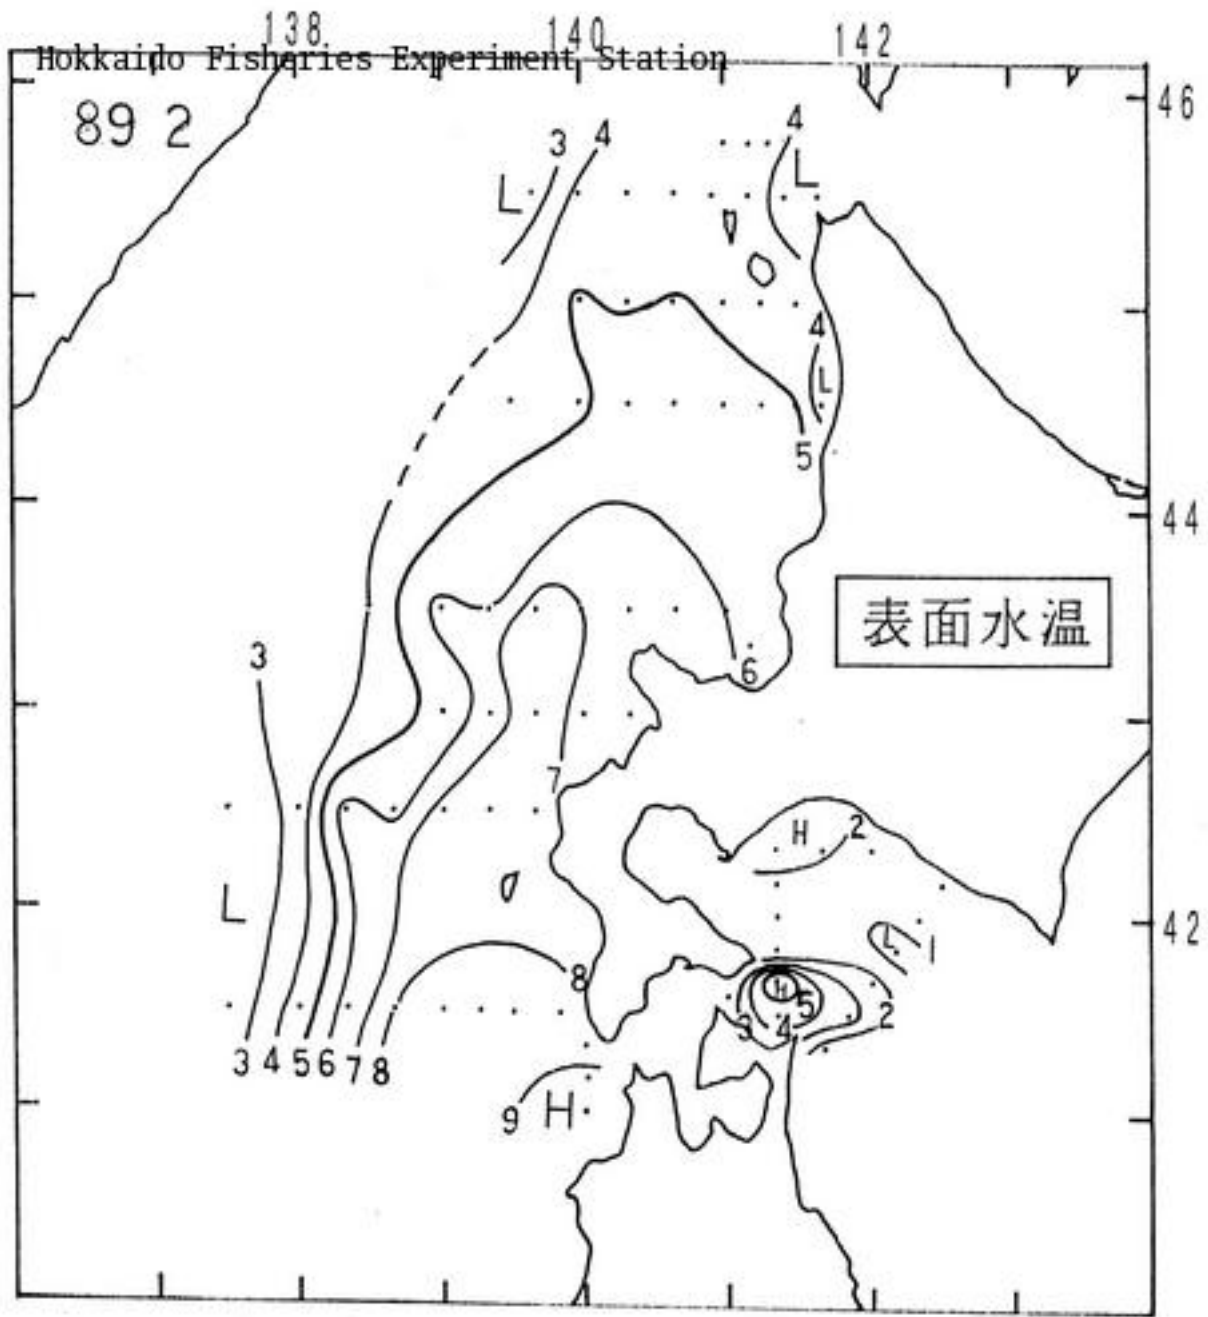 138 140 142
Hokkaido Fisheries Experiment Station
46
89 2
3 4 4
L L
4
L
5
44
表面水温
3
6
7
H 2
L
42
L 1
8
H 5
3 4 2
3 4 5 6 7 8
9 H